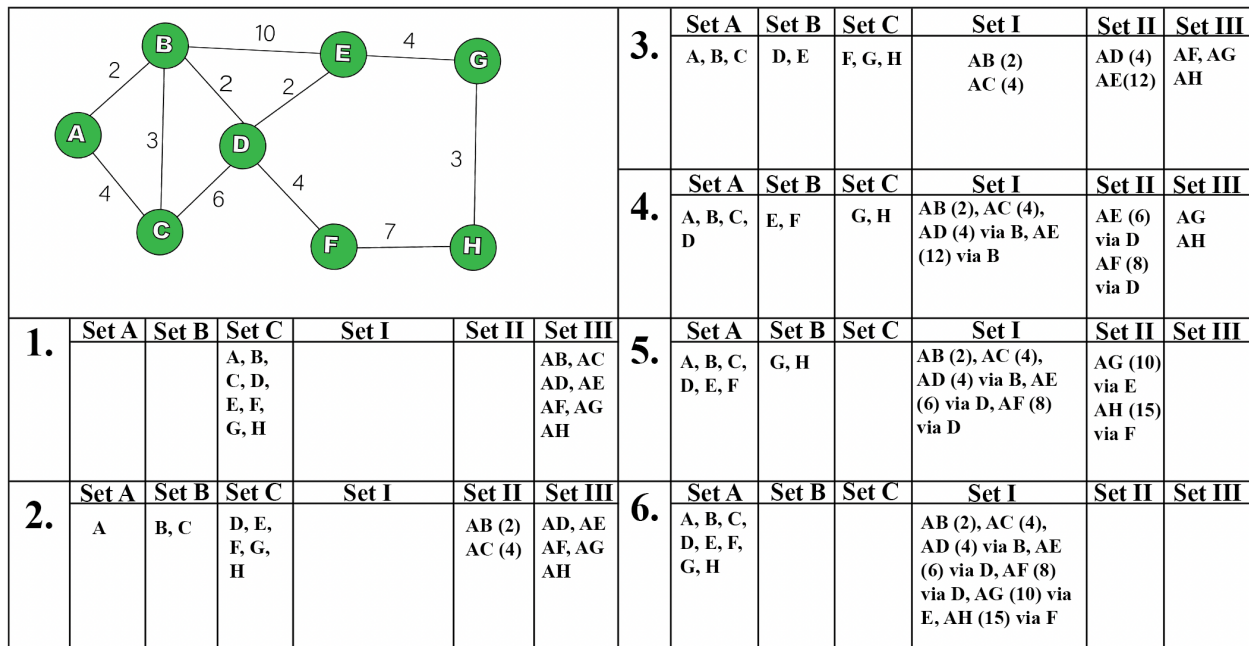 B
10
E
4
G
2
2
2
A
D
3
3
4
6
4
C
F
7
H
1.
Set A Set B Set C Set I Set II Set III
A, B,
C, D,
E, F,
G, H
AB, AC
AD, AE
AF, AG
AH
2.
Set A Set B Set C Set I Set II Set III
A
B, C
D, E,
F, G,
H
AB (2)
AC (4)
AD, AE
AF, AG
AH
3.
Set A Set B Set C Set I Set II Set III
A, B, C
D, E
F, G, H
AB (2)
AC (4)
AD (4)
AE(12)
AF, AG
AH
4.
Set A Set B Set C Set I Set II Set III
A, B, C,
D
E, F
G, H
AB (2), AC (4),
AD (4) via B, AE
(12) via B
AE (6)
via D
AF (8)
via D
AG
AH
5.
Set A Set B Set C Set I Set II Set III
A, B, C,
D, E, F
G, H
AB (2), AC (4),
AD (4) via B, AE
(6) via D, AF (8)
via D
AG (10)
via E
AH (15)
via F
6.
Set A Set B Set C Set I Set II Set III
A, B, C,
D, E, F,
G, H
AB (2), AC (4),
AD (4) via B, AE
(6) via D, AF (8)
via D, AG (10) via
E, AH (15) via F